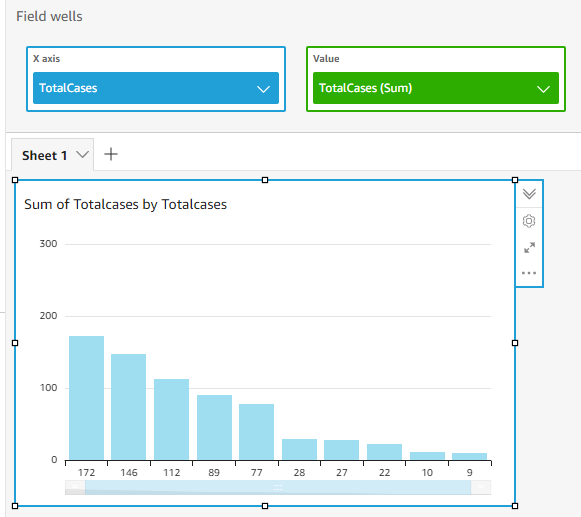 Field wells
X axis
Value
TotalCases
TotalCases (Sum)
Sheet 1
Sum of Totalcases by Totalcases
300
200
100
0
172 146 112 89 77 28 27 22 10 9